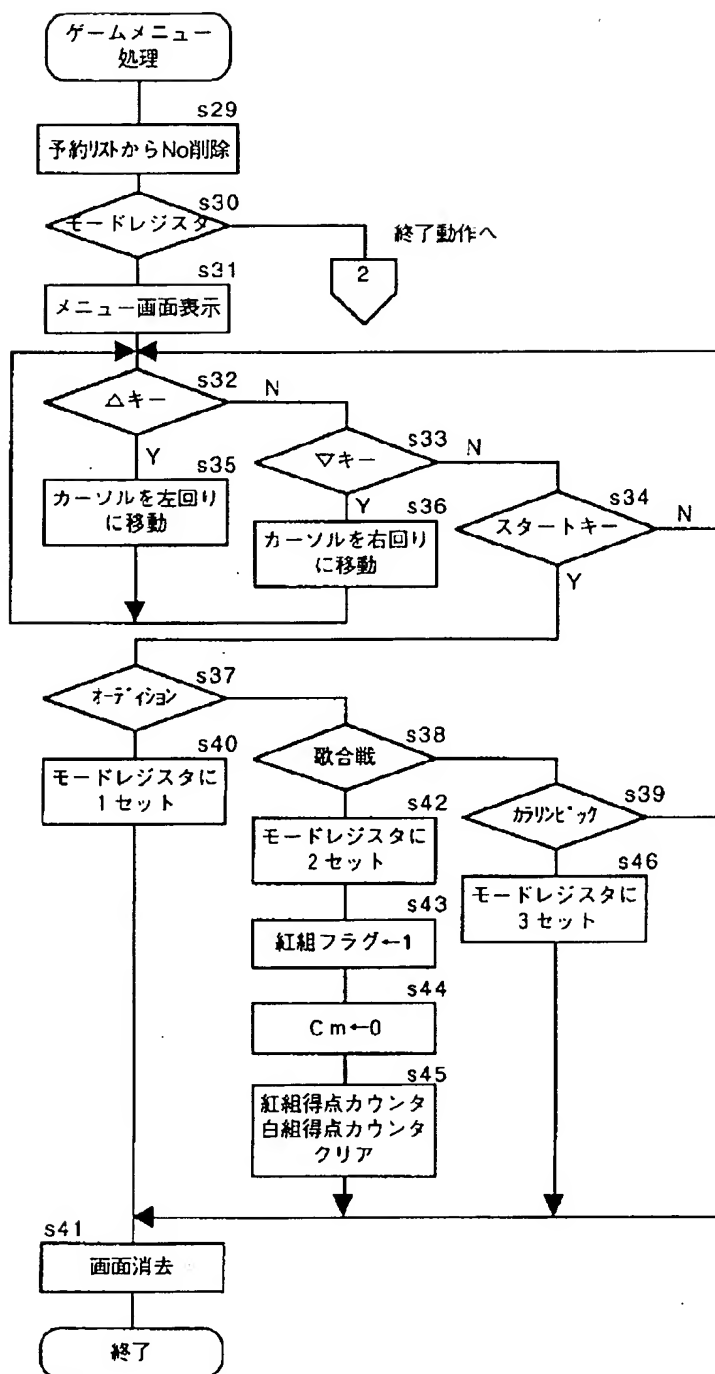 ゲームメニュー
処理
s29
予約リストからNo削除
s30
モードレジスタ
終了動作へ
2
s31
メニュー画面表示
s32
△キー
N
Y
s33
▽キー
N
Y
s34
スタートキー
N
Y
s35
カーソルを左回り
に移動
s36
カーソルを右回り
に移動
s37
オーディション
s38
歌合戦
s39
カラリンピック
s40
モードレジスタに
1セット
s42
モードレジスタに
2セット
s46
モードレジスタに
3セット
s43
紅組フラグ←1
s44
Cm←0
s45
紅組得点カウンタ
白組得点カウンタ
クリア
s41
画面消去
終了